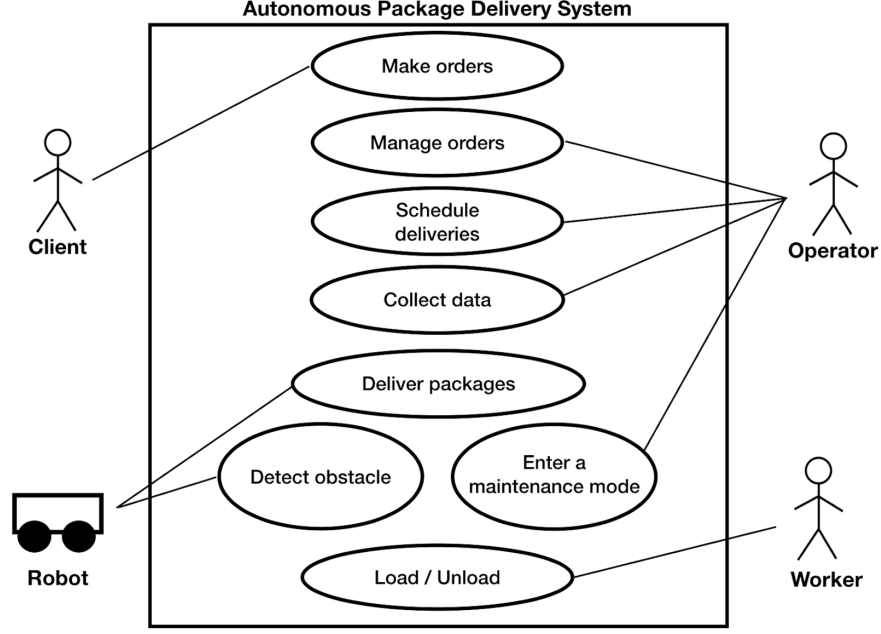 Autonomous Package Delivery System
Make orders
Manage orders
Schedule
deliveries
Client
Operator
Collect data
Deliver packages
Detect obstacle
Enter a
maintenance mode
Robot
Load / Unload
Worker